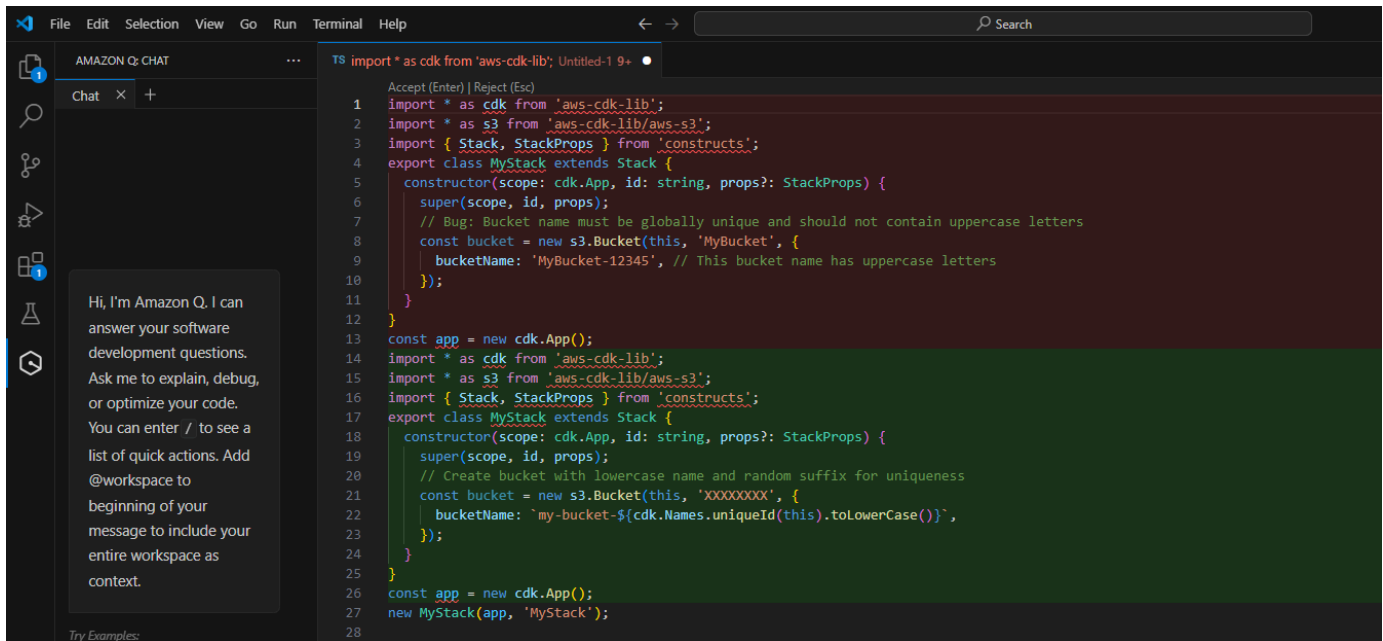 File Edit Selection View Go Run Terminal Help
Search
AMAZON Q: CHAT
Chat
TS import * as cdk from 'aws-cdk-lib'; Untitled-1 9+
Accept (Enter) | Reject (Esc)
1 import * as cdk from 'aws-cdk-lib';
2 import * as s3 from 'aws-cdk-lib/aws-s3';
3 import { Stack, StackProps } from 'constructs';
4 export class MyStack extends Stack {
5 constructor(scope: cdk.App, id: string, props?: StackProps) {
6 super(scope, id, props);
7 // Bug: Bucket name must be globally unique and should not contain uppercase letters
8 const bucket = new s3.Bucket(this, 'MyBucket', {
9 bucketName: 'MyBucket-12345', // This bucket name has uppercase letters
10 });
11 }
12 }
13 const app = new cdk.App();
14 import * as cdk from 'aws-cdk-lib';
15 import * as s3 from 'aws-cdk-lib/aws-s3';
16 import { Stack, StackProps } from 'constructs';
17 export class MyStack extends Stack {
18 constructor(scope: cdk.App, id: string, props?: StackProps) {
19 super(scope, id, props);
20 // Create bucket with lowercase name and random suffix for uniqueness
21 const bucket = new s3.Bucket(this, 'XXXXXXXX', {
22 bucketName: `my-bucket-${cdk.Names.uniqueId(this).toLowerCase()}`,
23 });
24 }
25 }
26 const app = new cdk.App();
27 new MyStack(app, 'MyStack');
28
1
1
Hi, I'm Amazon Q. I can
answer your software
development questions.
Ask me to explain, debug,
or optimize your code.
You can enter / to see a
list of quick actions. Add
@workspace to
beginning of your
message to include your
entire workspace as
context.
Try Examples: